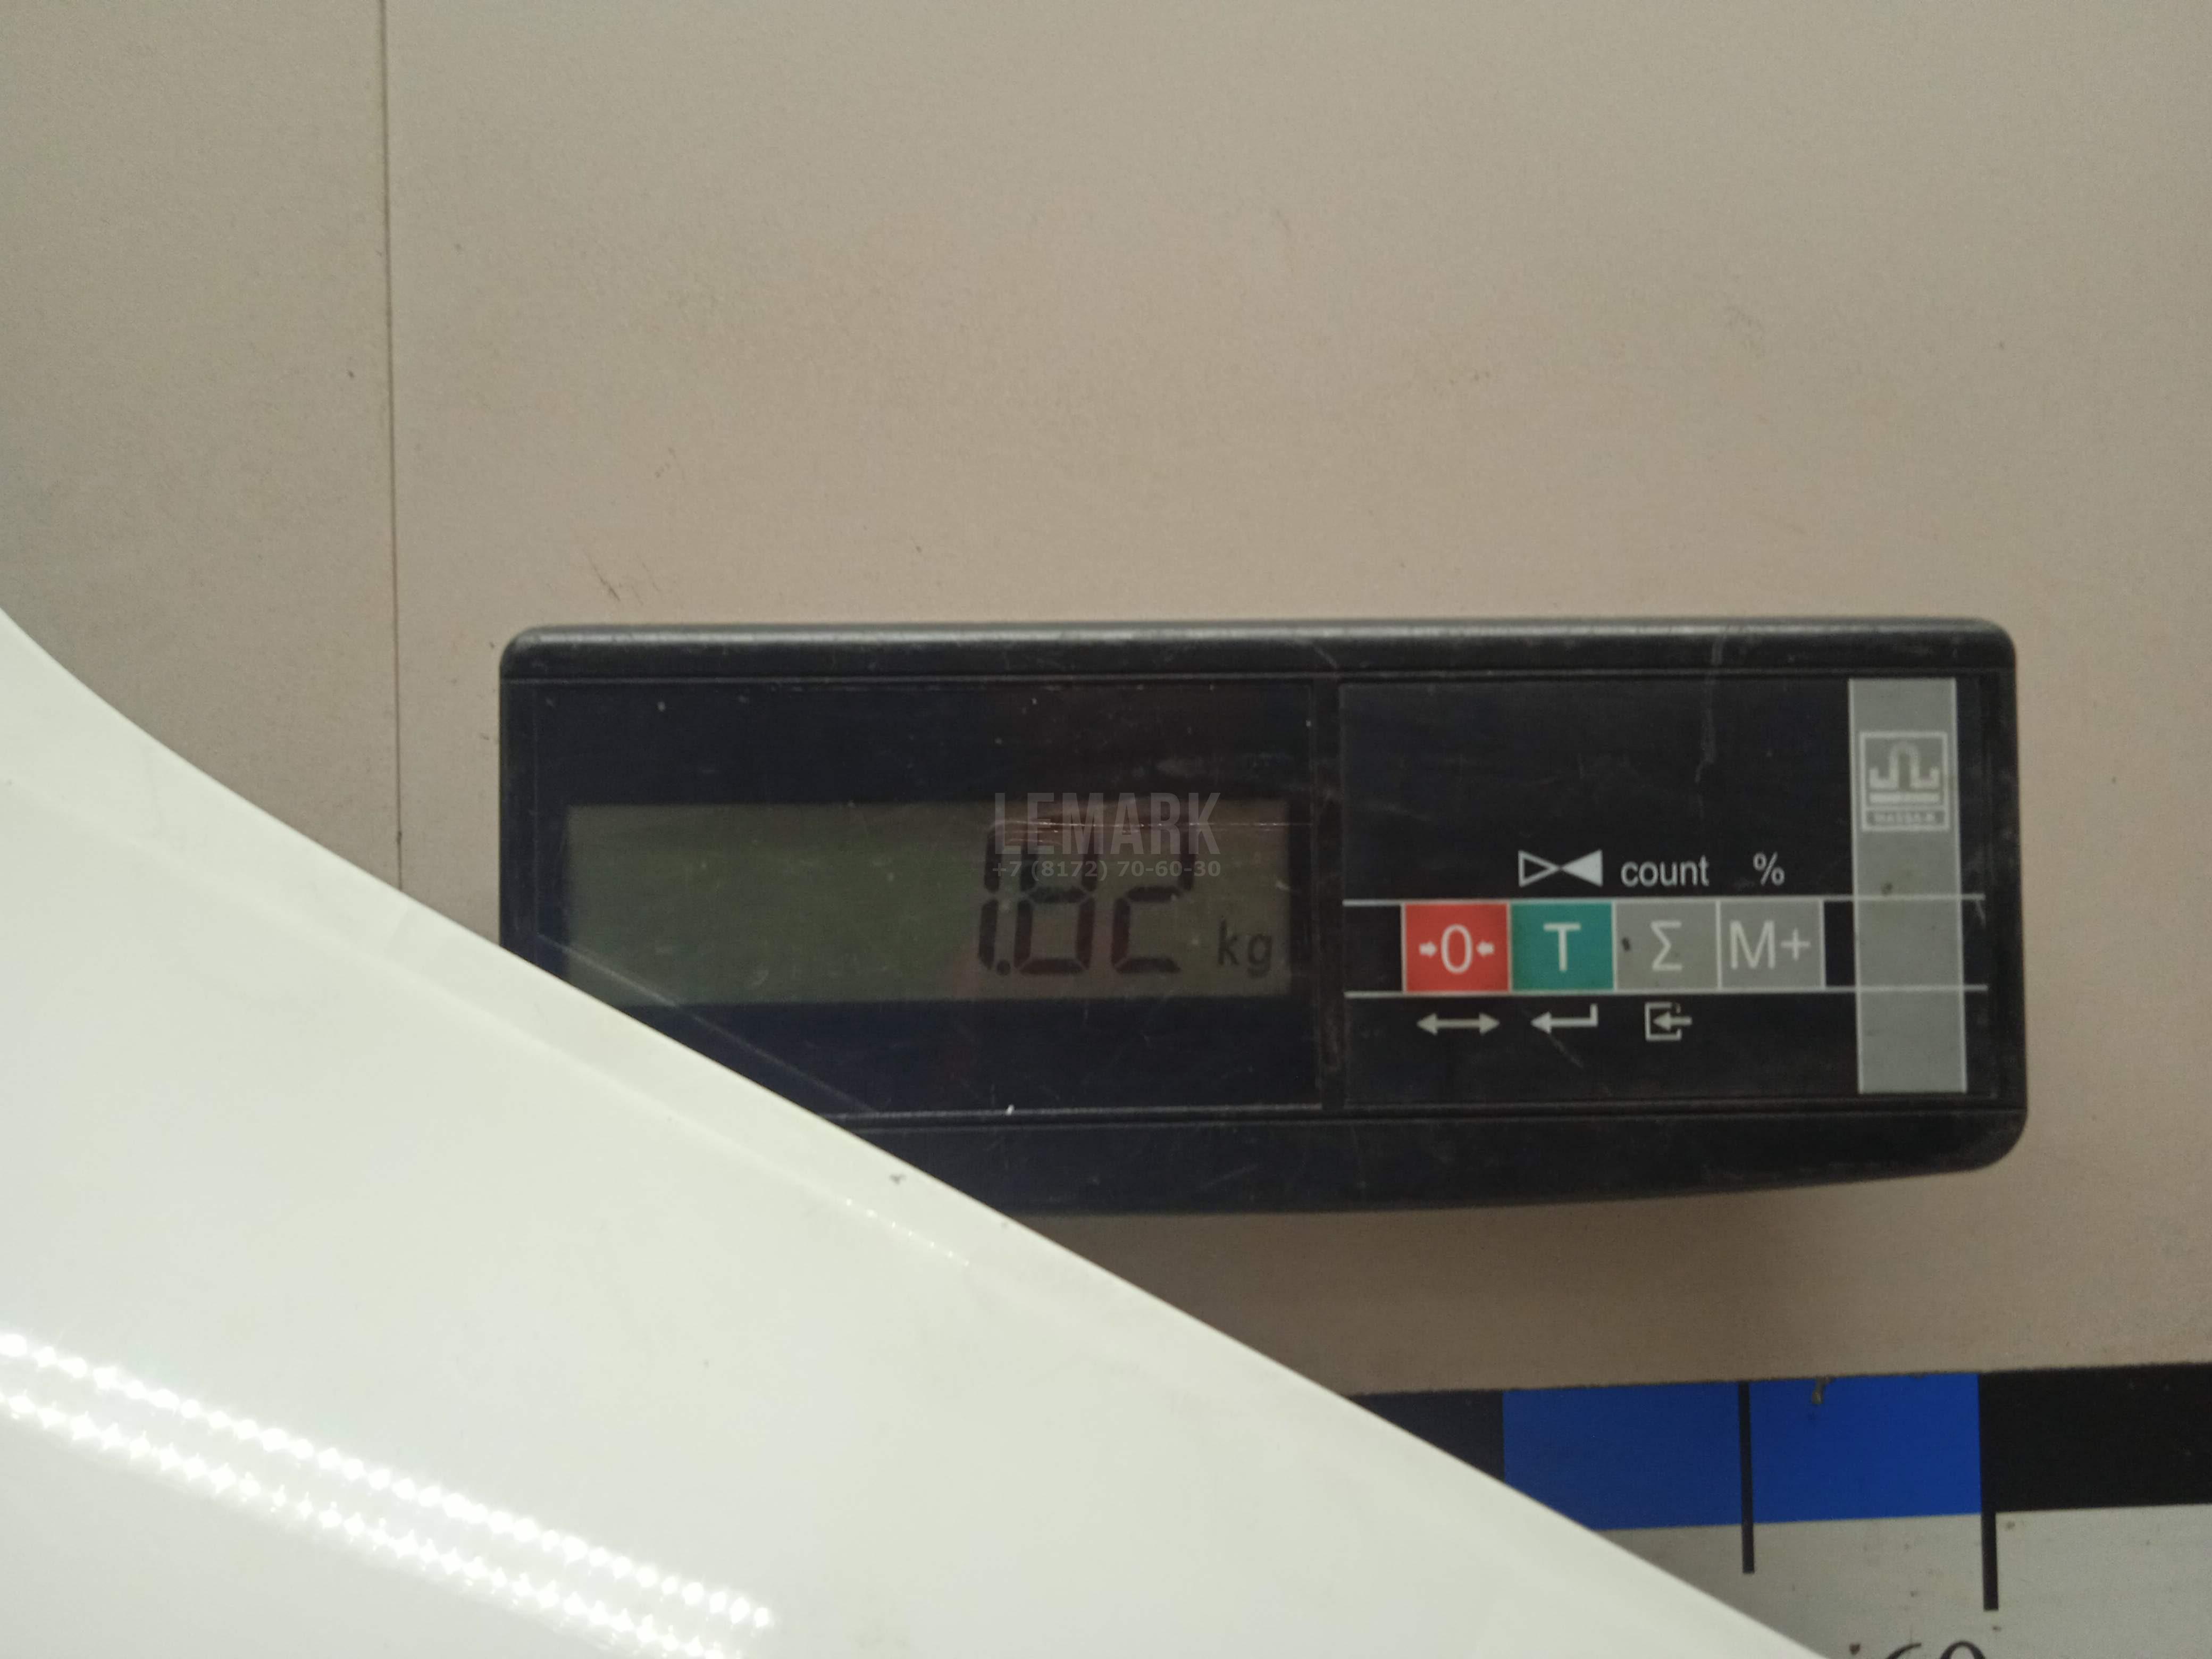 LEMARK
+7 (8172) 70-60-30
1.82 kg
count %
→0← T Σ M+